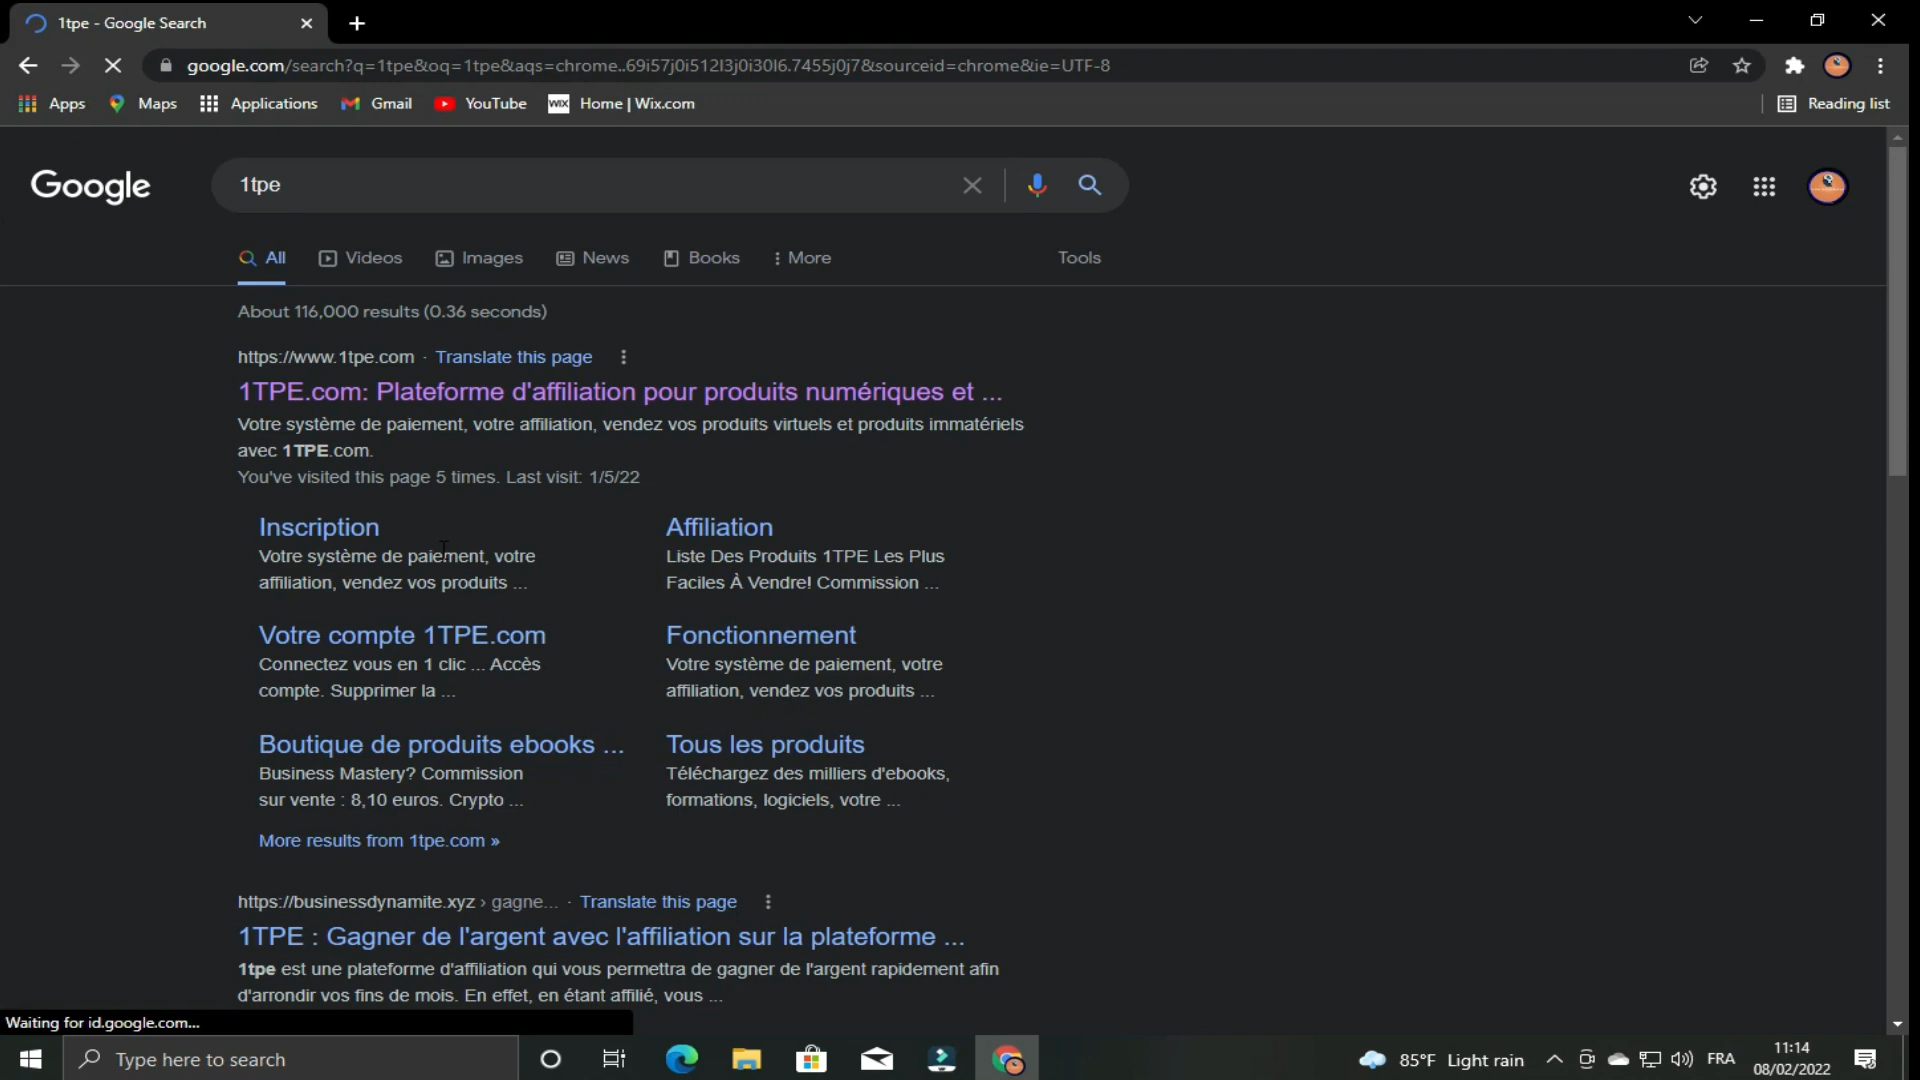 1tpe - Google Search
google.com/search?q=1tpe&oq=1tpe&aqs=chrome..69i57j0i512l3j0i30l6.7455j0j7&sourceid=chrome&ie=UTF-8
Apps Maps Applications Gmail YouTube WIX Home | Wix.com Reading list
Google 1tpe
All Videos Images News Books More Tools
About 116,000 results (0.36 seconds)
https://www.1tpe.com · Translate this page
1TPE.com: Plateforme d'affiliation pour produits numériques et ...
Votre système de paiement, votre affiliation, vendez vos produits virtuels et produits immatériels
avec 1TPE.com.
You've visited this page 5 times. Last visit: 1/5/22
Inscription
Votre système de paiement, votre
affiliation, vendez vos produits ...
Affiliation
Liste Des Produits 1TPE Les Plus
Faciles À Vendre! Commission ...
Votre compte 1TPE.com
Connectez vous en 1 clic ... Accès
compte. Supprimer la ...
Fonctionnement
Votre système de paiement, votre
affiliation, vendez vos produits ...
Boutique de produits ebooks ...
Business Mastery? Commission
sur vente : 8,10 euros. Crypto ...
Tous les produits
Téléchargez des milliers d'ebooks,
formations, logiciels, votre ...
More results from 1tpe.com »
https://businessdynamite.xyz › gagne... · Translate this page
1TPE : Gagner de l'argent avec l'affiliation sur la plateforme ...
1tpe est une plateforme d'affiliation qui vous permettra de gagner de l'argent rapidement afin
d'arrondir vos fins de mois. En effet, en étant affilié, vous ...
Waiting for id.google.com...
Type here to search
85°F Light rain FRA
11:14
08/02/2022